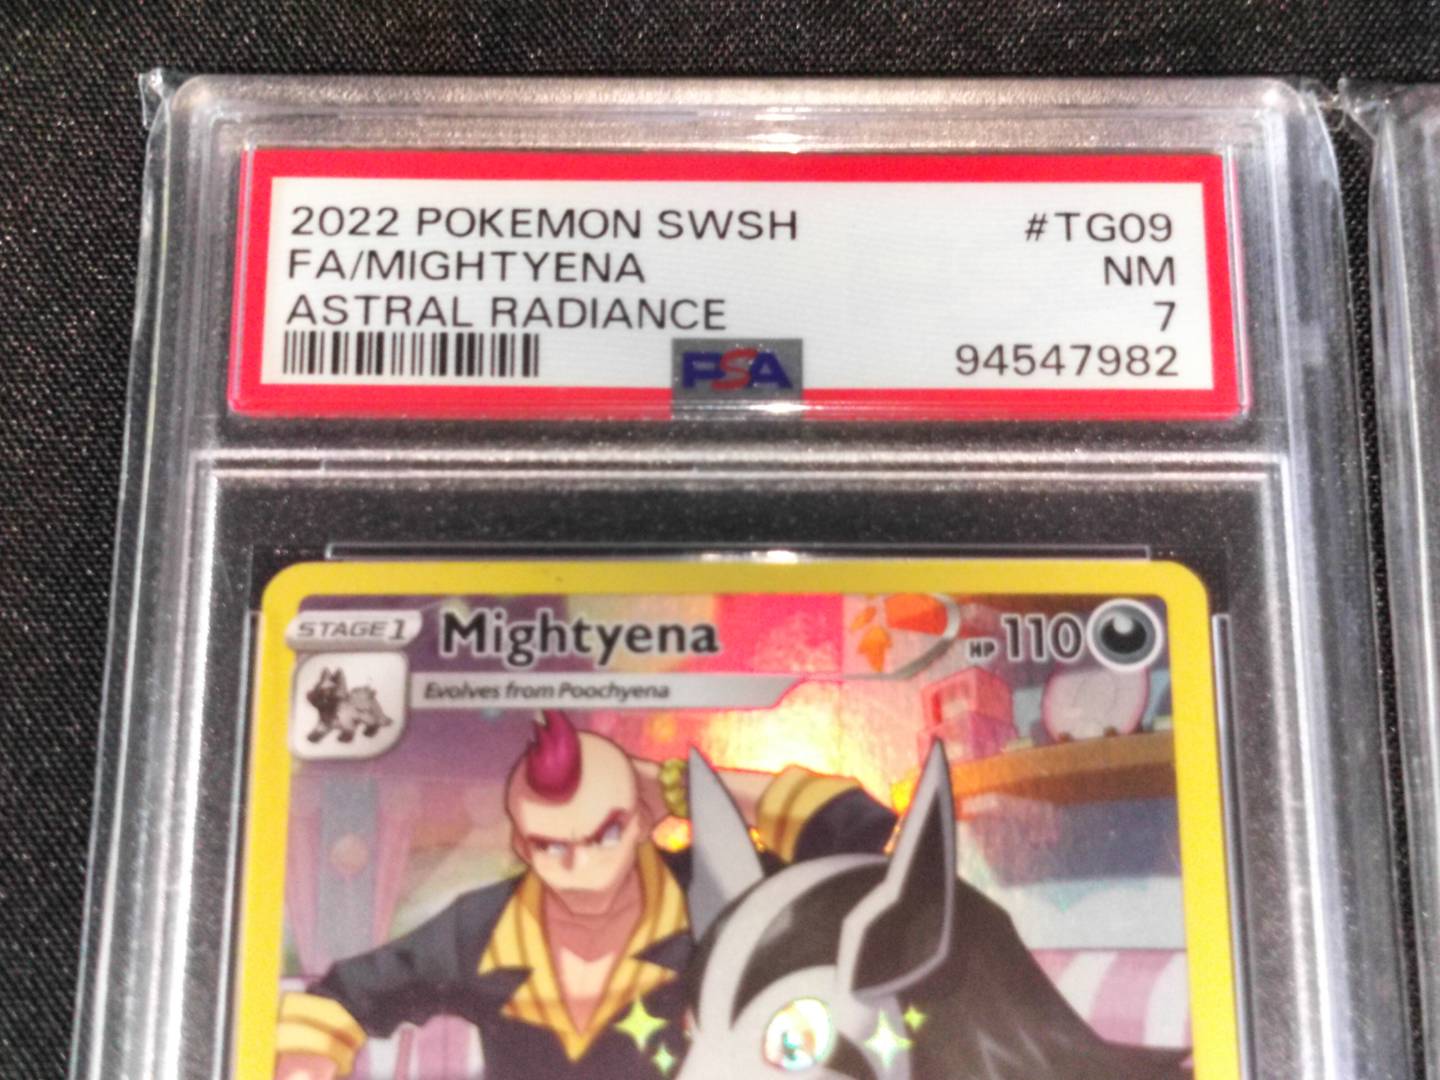 2022 POKEMON SWSH #TG09
FA/MIGHTYENA NM
ASTRAL RADIANCE 7
PSA 94547982
STAGE 1 Mightyena HP 110
Evolves from Poochyena